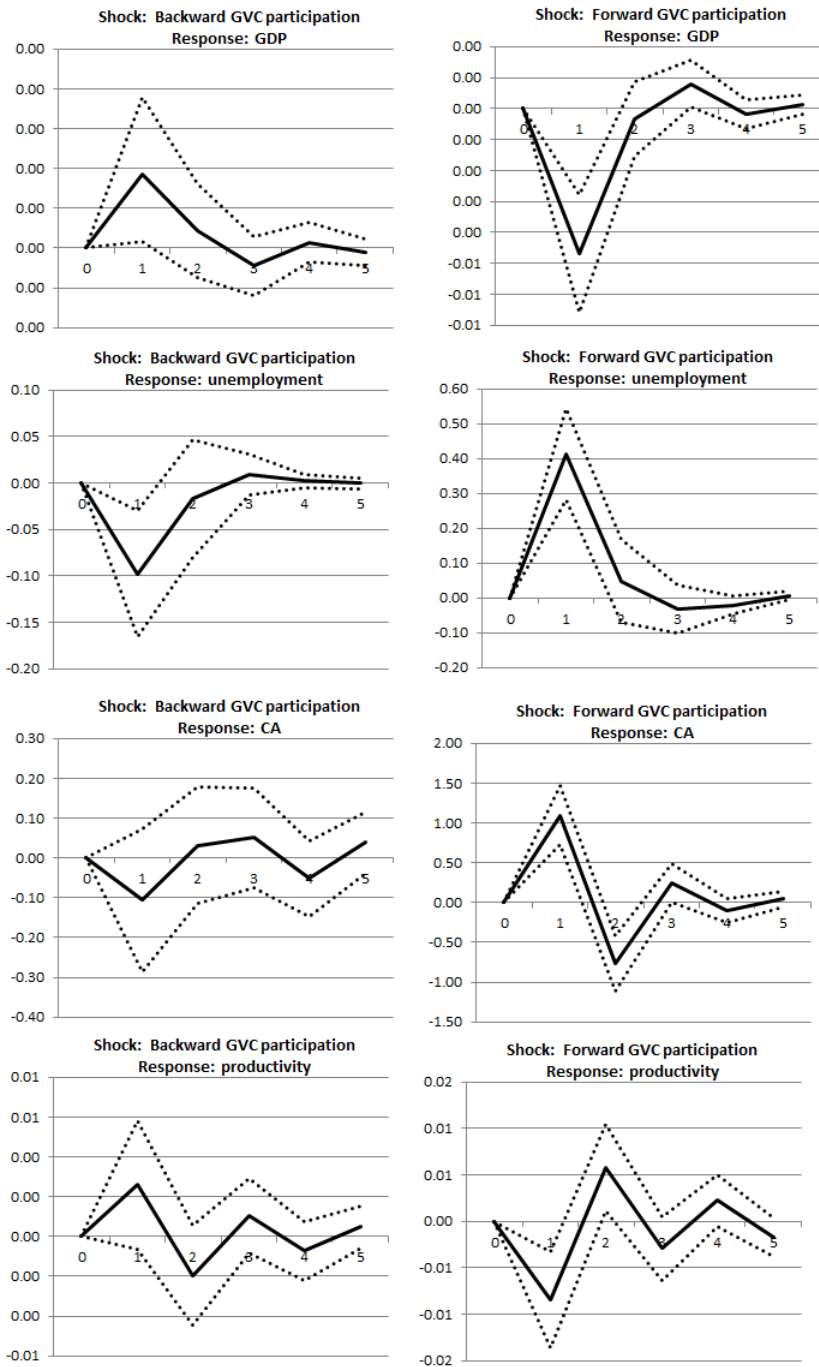 Shock: Backward GVC participation
Response: GDP
0.00
0.00
0.00
0.00
0.00
0.00
0.00
0.00
0 1 2 3 4 5
Shock: Forward GVC participation
Response: GDP
0.00
0.00
0.00
0.00
0.00
0.00
0.00
-0.01
-0.01
-0.01
0 1 2 3 4 5
Shock: Backward GVC participation
Response: unemployment
0.10
0.05
0.00
-0.05
-0.10
-0.15
-0.20
0 1 2 3 4 5
Shock: Forward GVC participation
Response: unemployment
0.60
0.50
0.40
0.30
0.20
0.10
0.00
-0.10
-0.20
0 1 2 3 4 5
Shock: Backward GVC participation
Response: CA
0.30
0.20
0.10
0.00
-0.10
-0.20
-0.30
-0.40
0 1 2 3 4 5
Shock: Forward GVC participation
Response: CA
2.00
1.50
1.00
0.50
0.00
-0.50
-1.00
-1.50
0 1 2 3 4 5
Shock: Backward GVC participation
Response: productivity
0.01
0.01
0.00
0.00
0.00
0.00
0.00
-0.01
0 1 2 3 4 5
Shock: Forward GVC participation
Response: productivity
0.02
0.01
0.01
0.00
-0.01
-0.01
-0.02
0 1 2 3 4 5